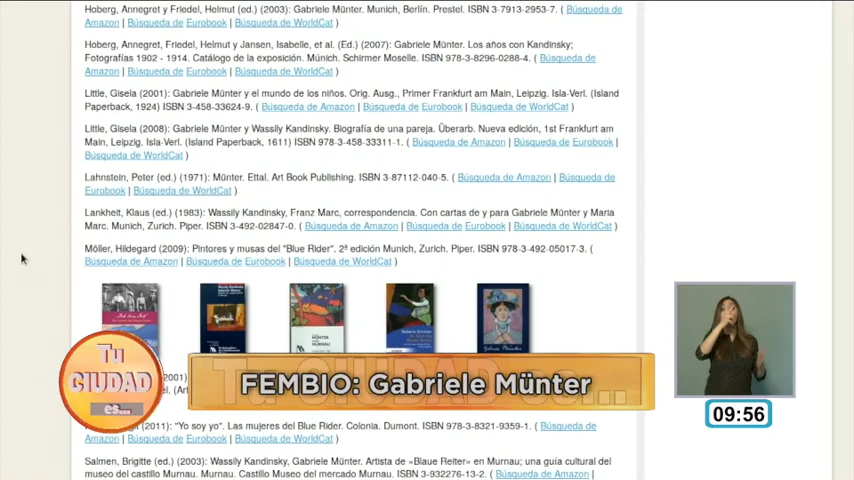 Hoberg, Annegret y Friedel, Helmut (ed.) (2003): Gabriele Münter. Munich, Berlín. Prestel. ISBN 3-7913-2953-7. ( Búsqueda de
Amazon | Búsqueda de Eurobook | Búsqueda de WorldCat )
Hoberg, Annegret, Friedel, Helmut y Jansen, Isabelle, et al. (Ed.) (2007): Gabriele Münter. Los años con Kandinsky;
Fotografías 1902 - 1914. Catálogo de la exposición. Múnich. Schirmer Moselle. ISBN 978-3-8296-0288-4. ( Búsqueda de
Amazon | Búsqueda de Eurobook | Búsqueda de WorldCat )
Little, Gisela (2001): Gabriele Münter y el mundo de los niños. Orig. Ausg., Primer Frankfurt am Main, Leipzig. Isla-Verl. (Island
Paperback, 1924) ISBN 3-458-33624-9. ( Búsqueda de Amazon | Búsqueda de Eurobook | Búsqueda de WorldCat )
Little, Gisela (2008): Gabriele Münter y Wassily Kandinsky. Biografía de una pareja. Überarb. Nueva edición, 1st Frankfurt am
Main, Leipzig. Isla-Verl. (Island Paperback, 1611) ISBN 978-3-458-33311-1. ( Búsqueda de Amazon | Búsqueda de Eurobook |
Búsqueda de WorldCat )
Lahnstein, Peter (ed.) (1971): Münter. Ettal. Art Book Publishing. ISBN 3-87112-040-5. ( Búsqueda de Amazon | Búsqueda de
Eurobook | Búsqueda de WorldCat )
Lankheit, Klaus (ed.) (1983): Wassily Kandinsky, Franz Marc, correspondencia. Con cartas de y para Gabriele Münter y Maria
Marc. Munich, Zurich. Piper. ISBN 3-492-02847-0. ( Búsqueda de Amazon | Búsqueda de Eurobook | Búsqueda de WorldCat )
Möller, Hildegard (2009): Pintores y musas del "Blue Rider". 2ª edición Munich, Zurich. Piper. ISBN 978-3-492-05017-3. (
Búsqueda de Amazon | Búsqueda de Eurobook | Búsqueda de WorldCat )
Tu
CIUDAD
es...
FEMBIO: Gabriele Münter
09:56
(2011): "Yo soy yo". Las mujeres del Blue Rider. Colonia. Dumont. ISBN 978-3-8321-9359-1. ( Búsqueda de
Amazon | Búsqueda de Eurobook | Búsqueda de WorldCat )
Salmen, Brigitte (ed.) (2003): Wassily Kandinsky, Gabriele Münter. Artista de »Blaue Reiter« en Murnau; una guía cultural del
museo del castillo Murnau. Murnau. Castillo Museo del mercado Murnau. ISBN 3-932276-13-2. ( Búsqueda de Amazon |